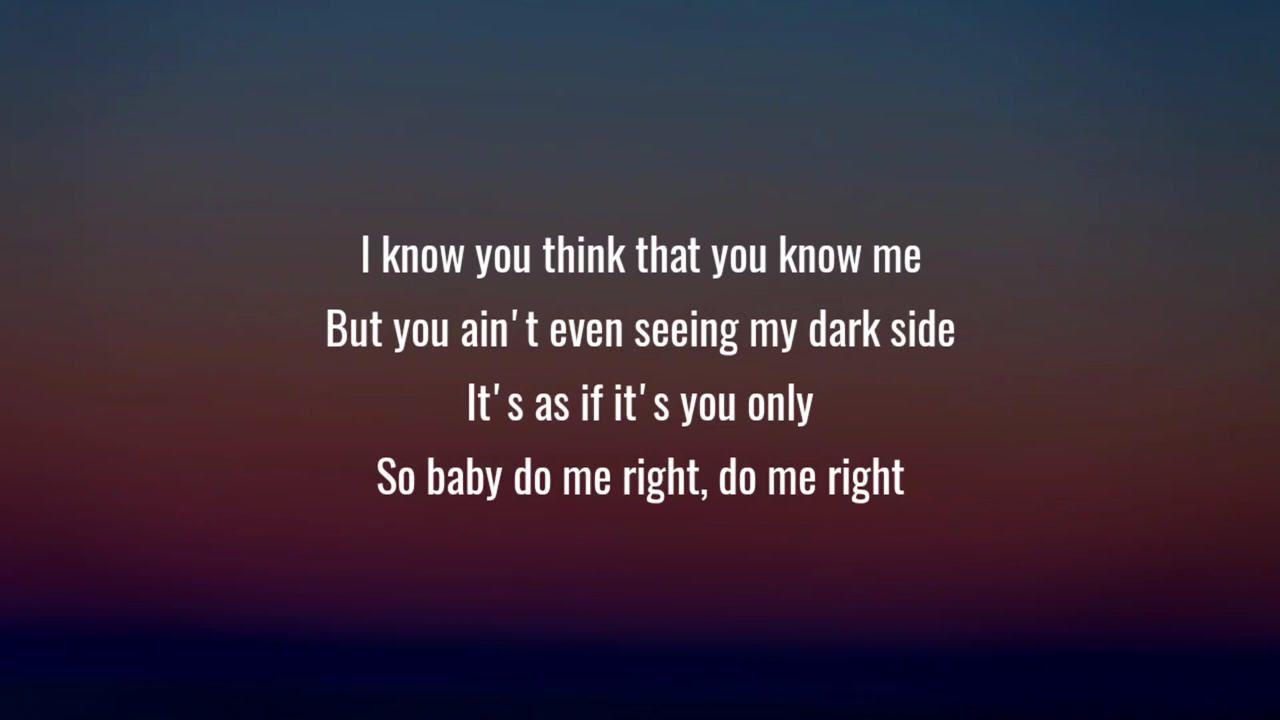 I know you think that you know me
But you ain't even seeing my dark side
It's as if it's you only
So baby do me right, do me right